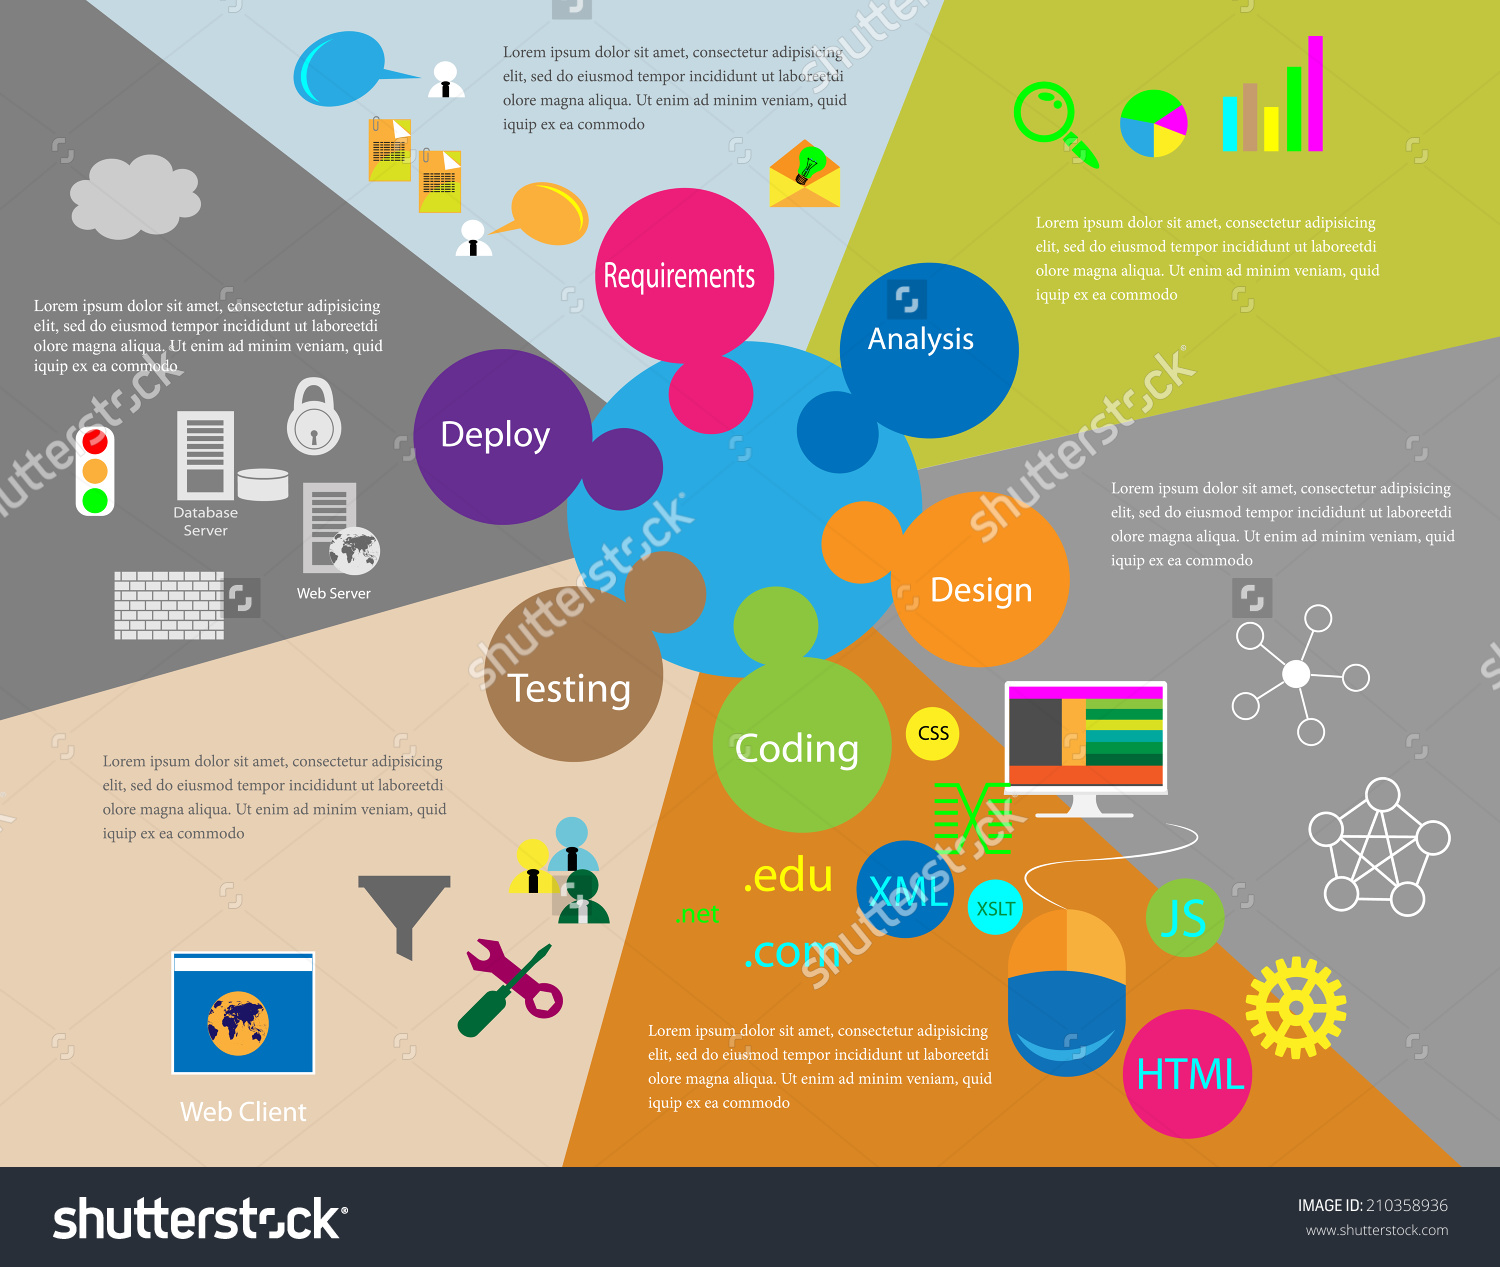 Lorem ipsum dolor sit amet, consectetur adipisicing
elit, sed do eiusmod tempor incididunt ut laboreetdi
olore magna aliqua. Ut enim ad minim veniam, quid
iquip ex ea commodo
Requirements
Lorem ipsum dolor sit amet, consectetur adipisicing
elit, sed do eiusmod tempor incididunt ut laboreetdi
olore magna aliqua. Ut enim ad minim veniam, quid
iquip ex ea commodo
Analysis
Lorem ipsum dolor sit amet, consectetur adipisicing
elit, sed do eiusmod tempor incididunt ut laboreetdi
olore magna aliqua. Ut enim ad minim veniam, quid
iquip ex ea commodo
Deploy
Database
Server
Web Server
Lorem ipsum dolor sit amet, consectetur adipisicing
elit, sed do eiusmod tempor incididunt ut laboreetdi
olore magna aliqua. Ut enim ad minim veniam, quid
iquip ex ea commodo
Design
Testing
Coding
CSS
Lorem ipsum dolor sit amet, consectetur adipisicing
elit, sed do eiusmod tempor incididunt ut laboreetdi
olore magna aliqua. Ut enim ad minim veniam, quid
iquip ex ea commodo
.edu
XML
XSLT
JS
.net
.com
Lorem ipsum dolor sit amet, consectetur adipisicing
elit, sed do eiusmod tempor incididunt ut laboreetdi
olore magna aliqua. Ut enim ad minim veniam, quid
iquip ex ea commodo
HTML
Web Client
shutterstock
shutterstock
shutterstock
shutterstock
shutterstock
shutterstock
IMAGE ID: 210358936
www.shutterstock.com